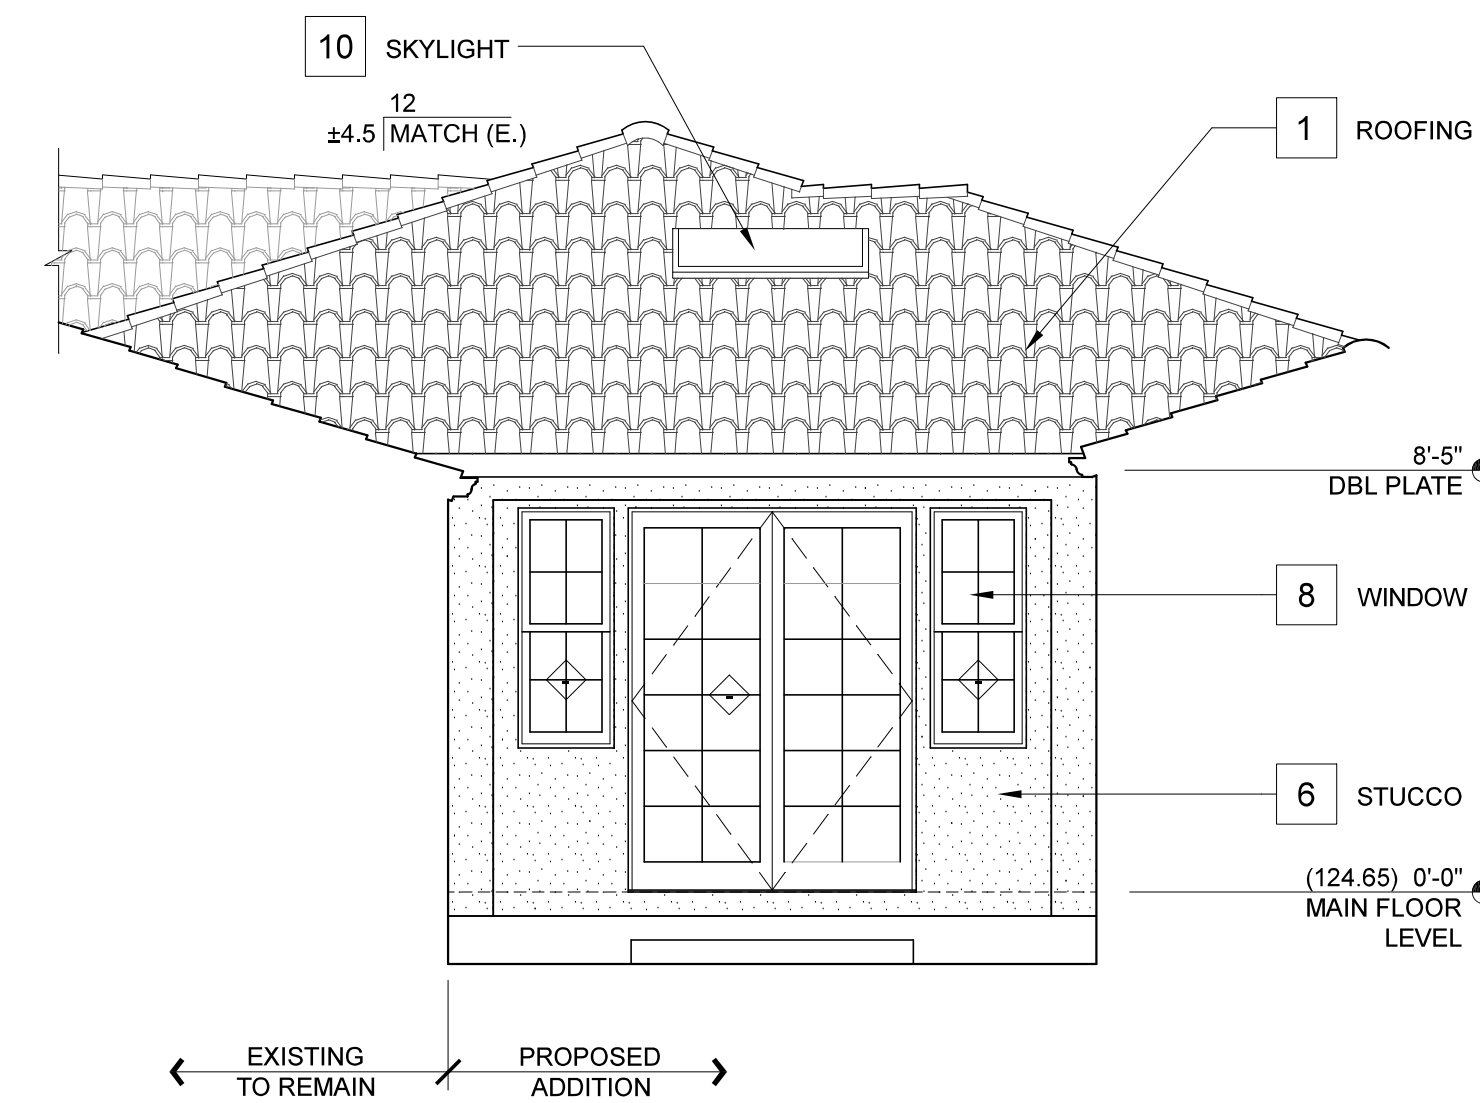 10 SKYLIGHT
12
±4.5 MATCH (E.)
1 ROOFING
8'-5"
DBL PLATE
8 WINDOW
6 STUCCO
(124.65) 0'-0"
MAIN FLOOR
LEVEL
EXISTING
TO REMAIN
PROPOSED
ADDITION